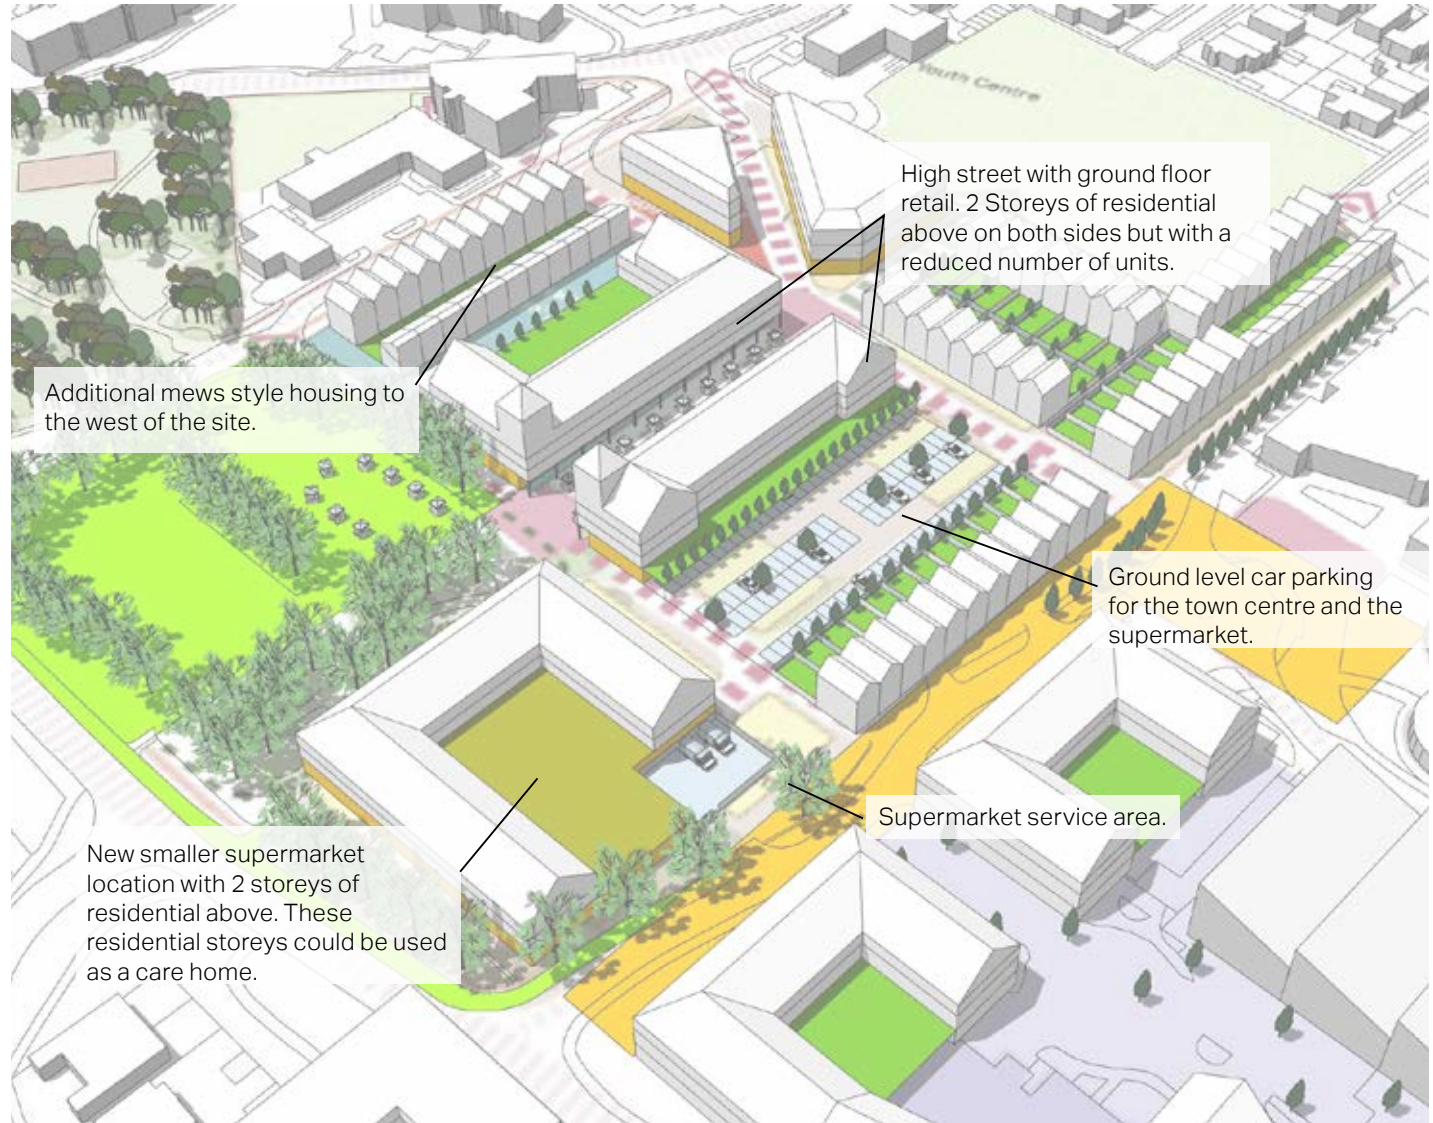 Youth Centre
High street with ground floor
retail. 2 Storeys of residential
above on both sides but with a
reduced number of units.
Additional mews style housing to
the west of the site.
Ground level car parking
for the town centre and the
supermarket.
Supermarket service area.
New smaller supermarket
location with 2 storeys of
residential above. These
residential storeys could be used
as a care home.